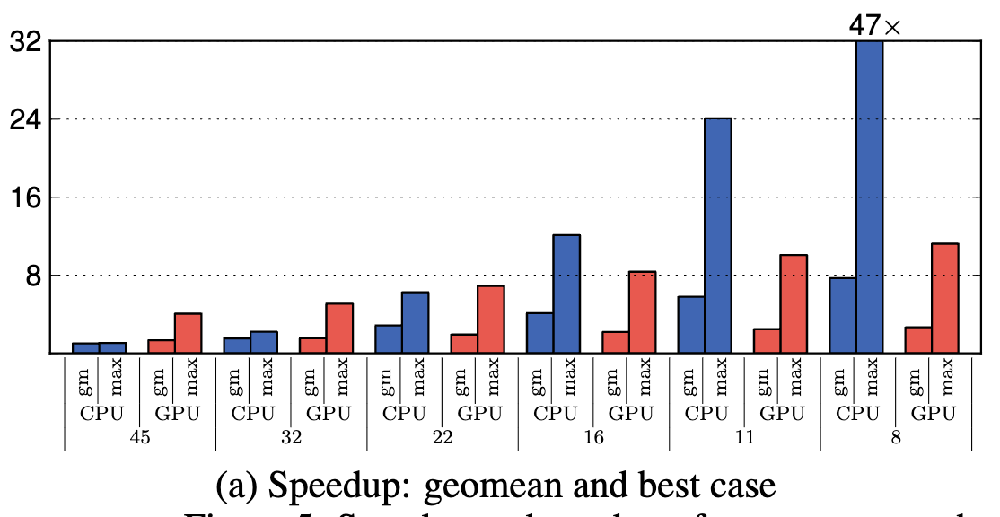 47×
32
24
16
8
gm max gm max gm max gm max gm max gm max gm max gm max gm max gm max gm max gm max
CPU GPU CPU GPU CPU GPU CPU GPU CPU GPU CPU GPU
45 32 22 16 11 8
(a) Speedup: geomean and best case